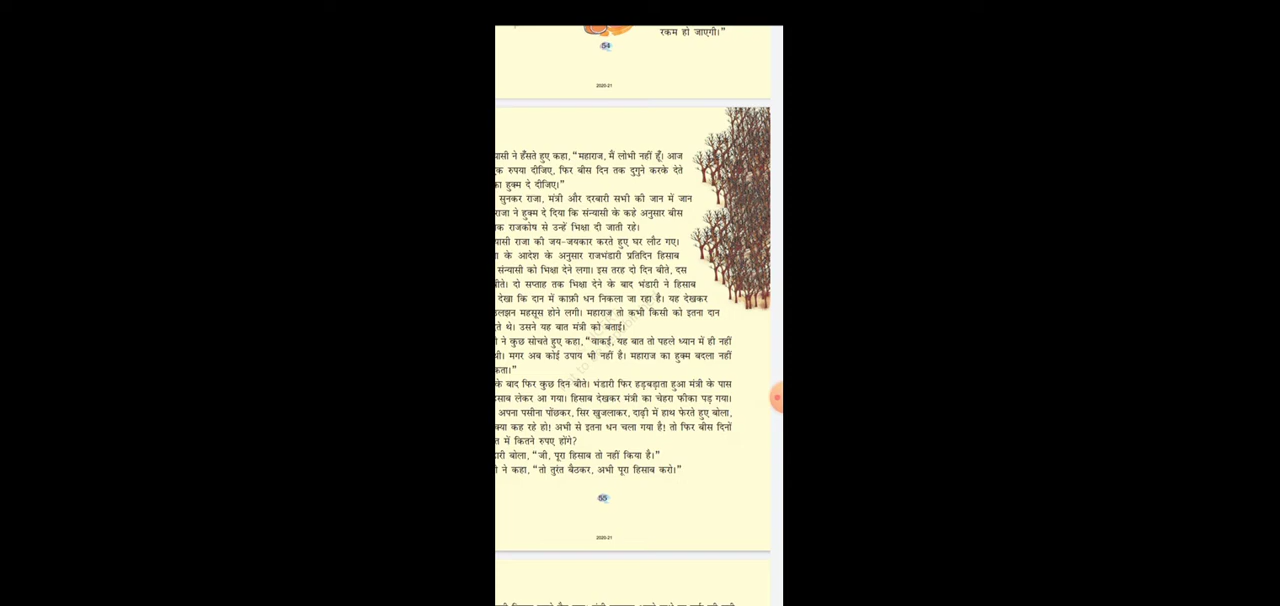 रकम हो जाएगी।”
54
2020-21
यासी ने हँसते हुए कहा, “महाराज, मैं लोभी नहीं हूँ। आज
एक रुपया दीजिए, फिर बीस दिन तक दुगुने करके देते
का हुक्म दे दीजिए।”
सुनकर राजा, मंत्री और दरबारी सभी की जान में जान
राजा ने हुक्म दे दिया कि संन्यासी के कहे अनुसार बीस
क राजकोष से उन्हें भिक्षा दी जाती रहे।
यासी राजा की जय-जयकार करते हुए घर लौट गए।
के आदेश के अनुसार राजभंडारी प्रतिदिन हिसाब
संन्यासी को भिक्षा देने लगा। इस तरह दो दिन बीते, दस
बीते। दो सप्ताह तक भिक्षा देने के बाद भंडारी ने हिसाब
देखा कि दान में काफ़ी धन निकला जा रहा है। यह देखकर
उलझन महसूस होने लगी। महाराज तो कभी किसी को इतना दान
ते थे। उसने यह बात मंत्री को बताई।
ने कुछ सोचते हुए कहा, “वाकई, यह बात तो पहले ध्यान में ही नहीं
थी। मगर अब कोई उपाय भी नहीं है। महाराज का हुक्म बदला नहीं
कता।”
के बाद फिर कुछ दिन बीते। भंडारी फिर हड़बड़ाता हुआ मंत्री के पास
हिसाब लेकर आ गया। हिसाब देखकर मंत्री का चेहरा फीका पड़ गया।
अपना पसीना पोंछकर, सिर खुजलाकर, दाढ़ी में हाथ फेरते हुए बोला,
क्या कह रहे हो! अभी से इतना धन चला गया है! तो फिर बीस दिनों
त में कितने रुपए होंगे?
डारी बोला, “जी, पूरा हिसाब तो नहीं किया है।”
ने कहा, “तो तुरंत बैठकर, अभी पूरा हिसाब करो।”
55
2020-21